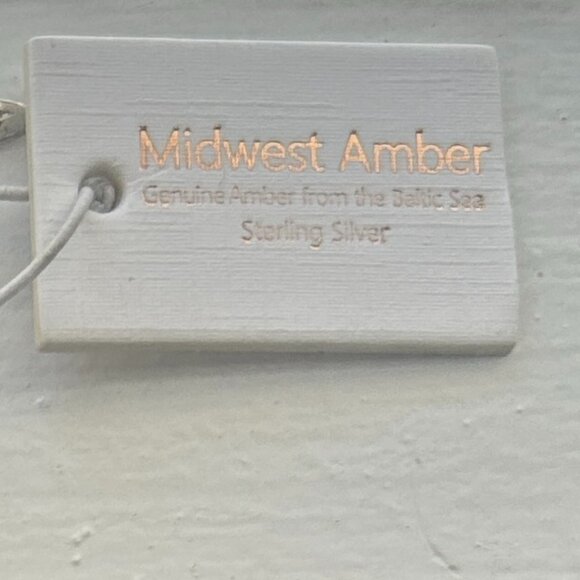 Midwest Amber
Genuine Amber from the Baltic Sea
Sterling Silver